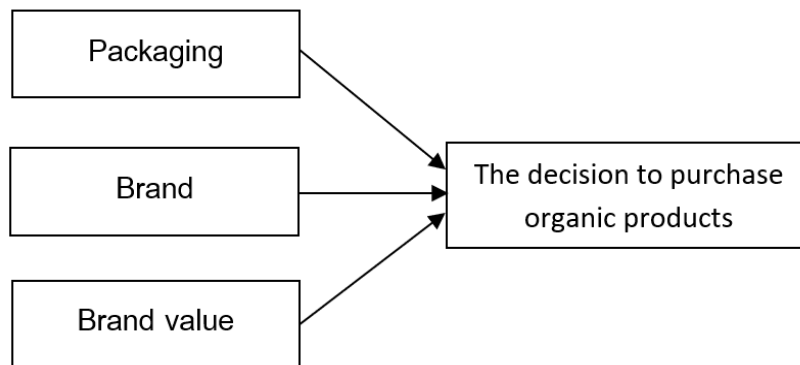 Packaging
Brand
The decision to purchase
organic products
Brand value